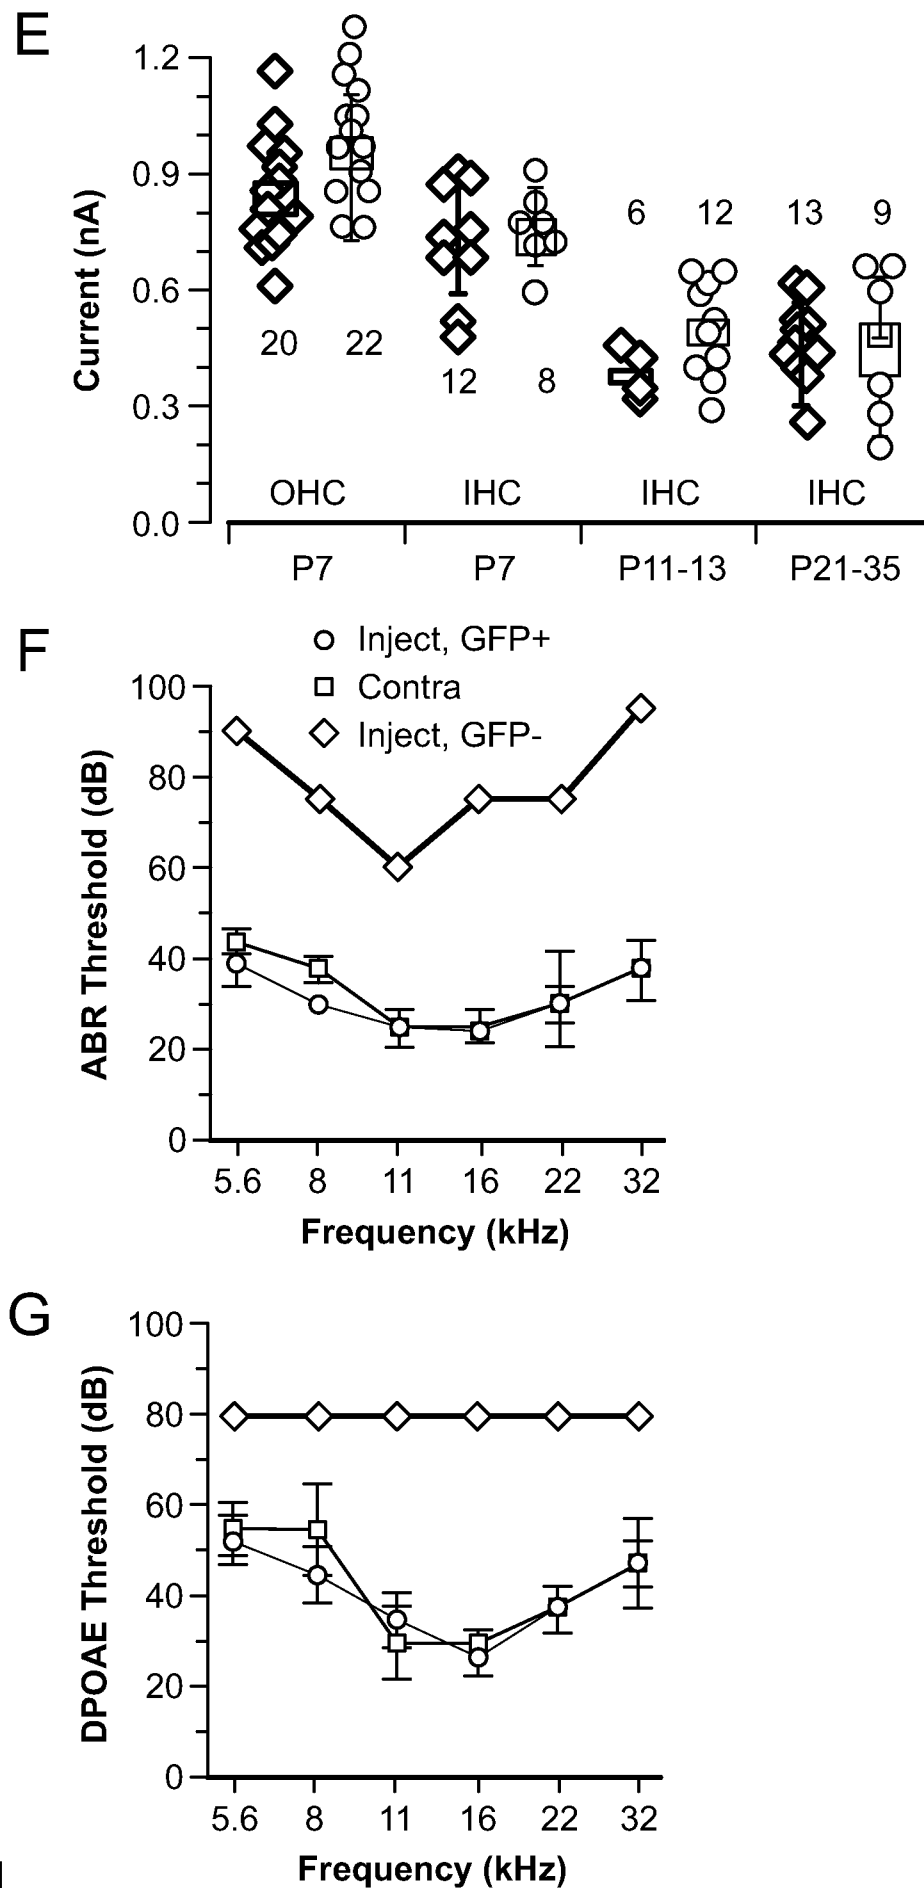 E
1.2
0.9
0.6
0.3
0.0
Current (nA)
20 22 12 8 6 12 13 9
OHC IHC IHC IHC
P7 P7 P11-13 P21-35
F
Inject, GFP+
Contra
Inject, GFP-
100
80
60
40
20
0
ABR Threshold (dB)
5.6 8 11 16 22 32
Frequency (kHz)
G
100
80
60
40
20
0
DPOAE Threshold (dB)
5.6 8 11 16 22 32
Frequency (kHz)